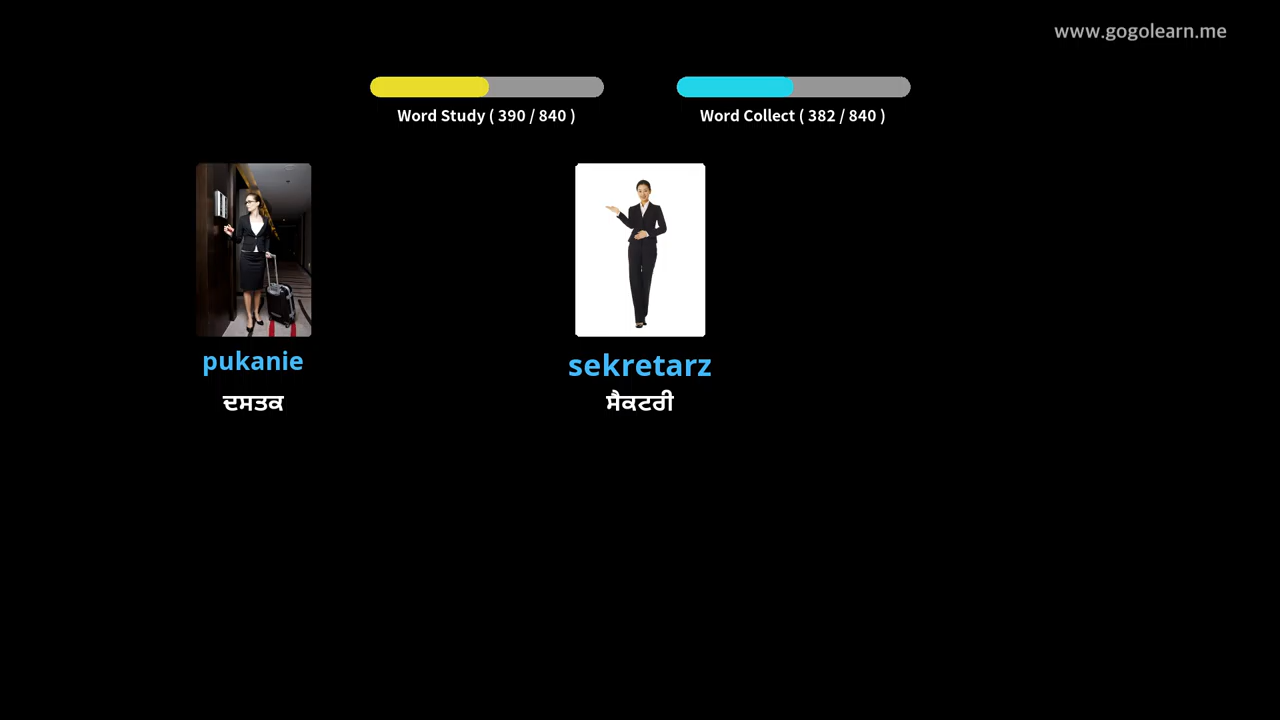 www.gogolearn.me
Word Study ( 390 / 840 )
Word Collect ( 382 / 840 )
pukanie
ਦਸਤਕ
sekretarz
ਸੈਕਟਰੀ